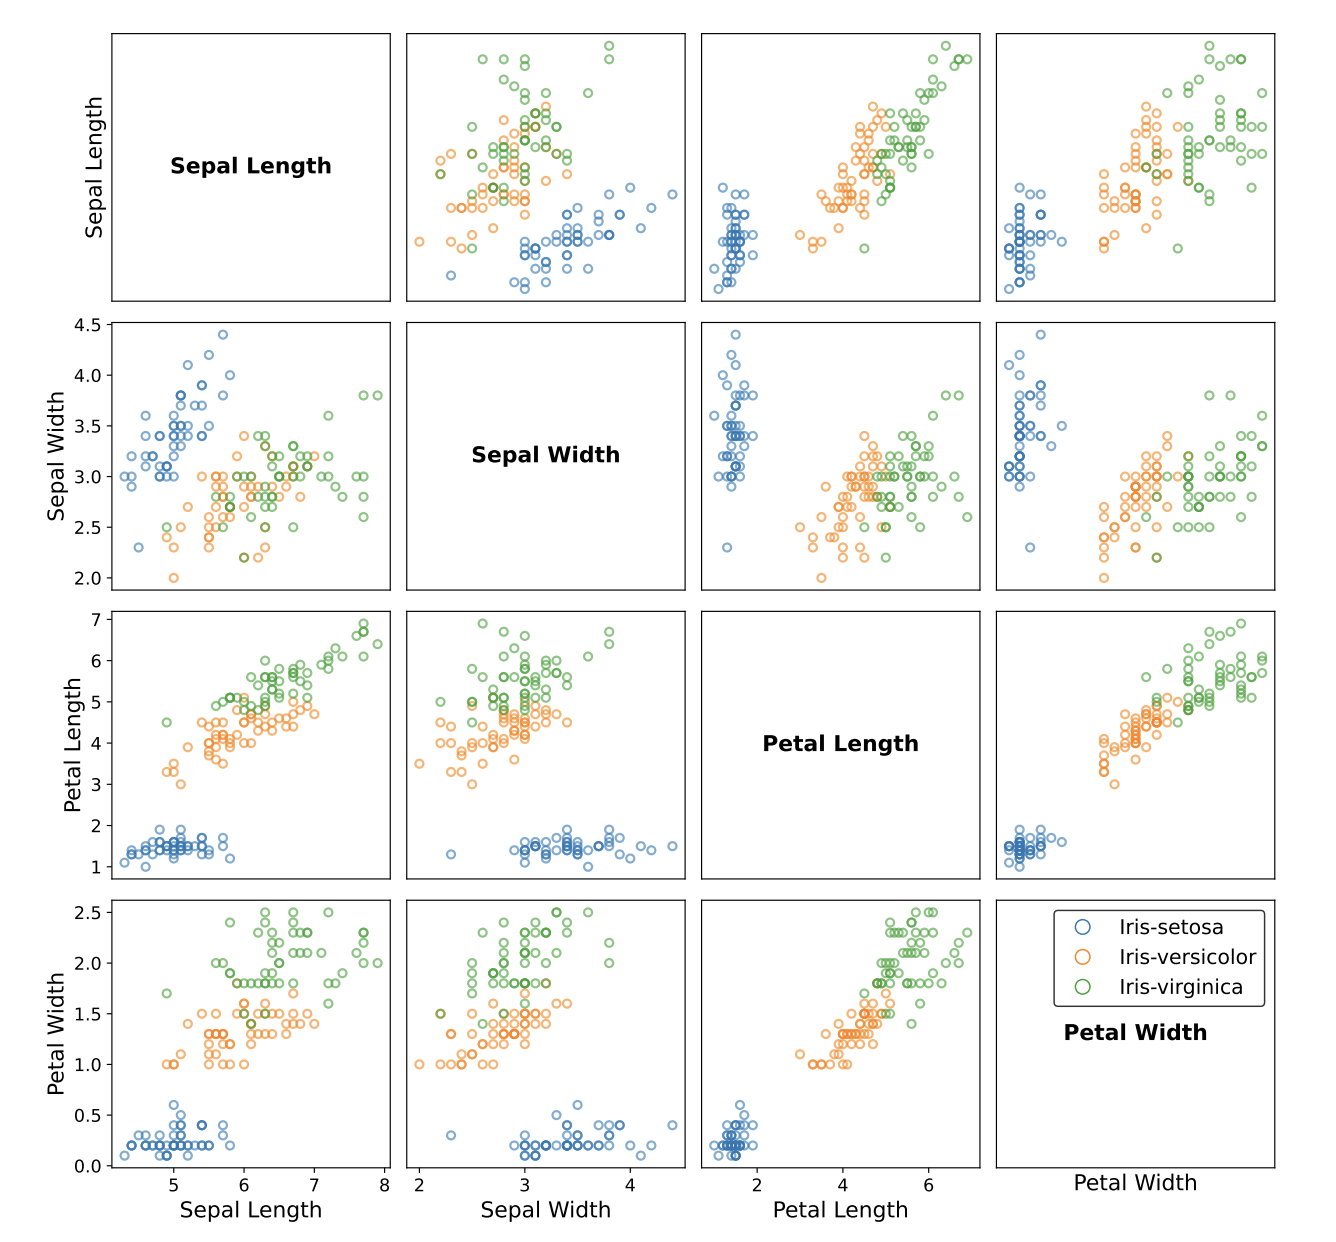 Sepal Length
Sepal Length
4.5
4.0
3.5
3.0
2.5
2.0
Sepal Width
Sepal Width
7
6
5
4
3
2
1
Petal Length
Petal Length
2.5
2.0
1.5
1.0
0.5
0.0
Petal Width
Iris-setosa
Iris-versicolor
Iris-virginica
Petal Width
5 6 7 8
2 3 4
2 4 6
Sepal Length
Sepal Width
Petal Length
Petal Width